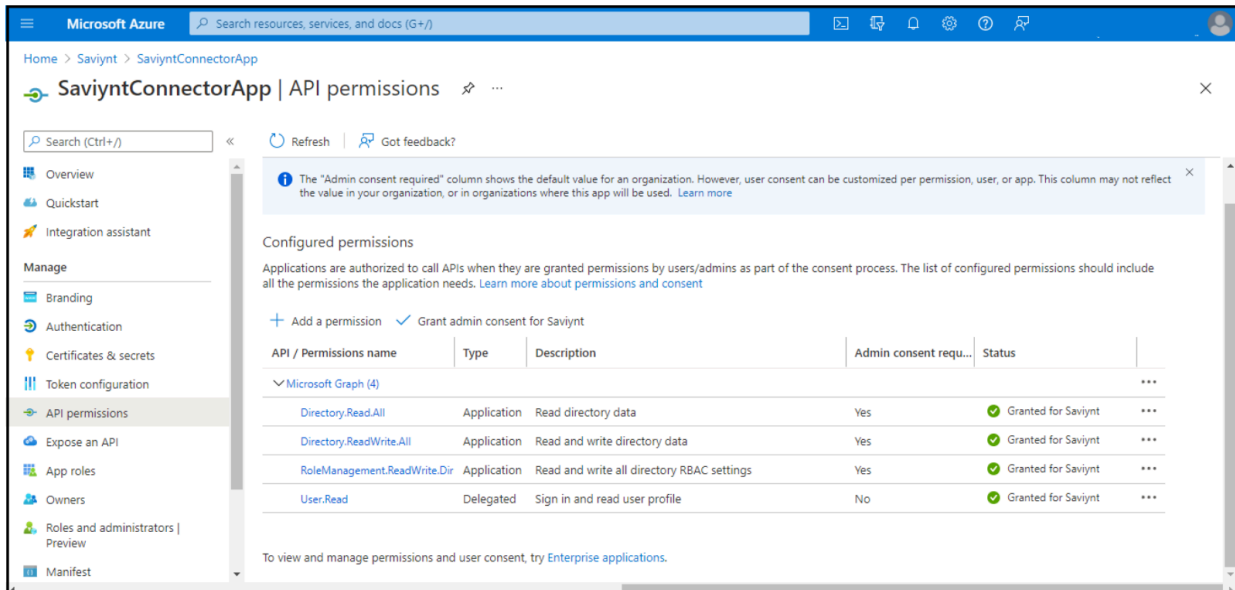 Microsoft Azure
Search resources, services, and docs (G+/)
Home > Saviynt > SaviyntConnectorApp
SaviyntConnectorApp | API permissions
Search (Ctrl+/)
«
Refresh
Got feedback?
Overview
Quickstart
Integration assistant
Manage
Branding
Authentication
Certificates & secrets
Token configuration
API permissions
Expose an API
App roles
Owners
Roles and administrators |
Preview
Manifest
The "Admin consent required" column shows the default value for an organization. However, user consent can be customized per permission, user, or app. This column may not reflect
the value in your organization, or in organizations where this app will be used. Learn more
Configured permissions
Applications are authorized to call APIs when they are granted permissions by users/admins as part of the consent process. The list of configured permissions should include
all the permissions the application needs. Learn more about permissions and consent
Add a permission Grant admin consent for Saviynt
API / Permissions name Type Description Admin consent requ... Status
Microsoft Graph (4)
Directory.Read.All Application Read directory data Yes Granted for Saviynt
Directory.ReadWrite.All Application Read and write directory data Yes Granted for Saviynt
RoleManagement.ReadWrite.Dir Application Read and write all directory RBAC settings Yes Granted for Saviynt
User.Read Delegated Sign in and read user profile No Granted for Saviynt
To view and manage permissions and user consent, try Enterprise applications.